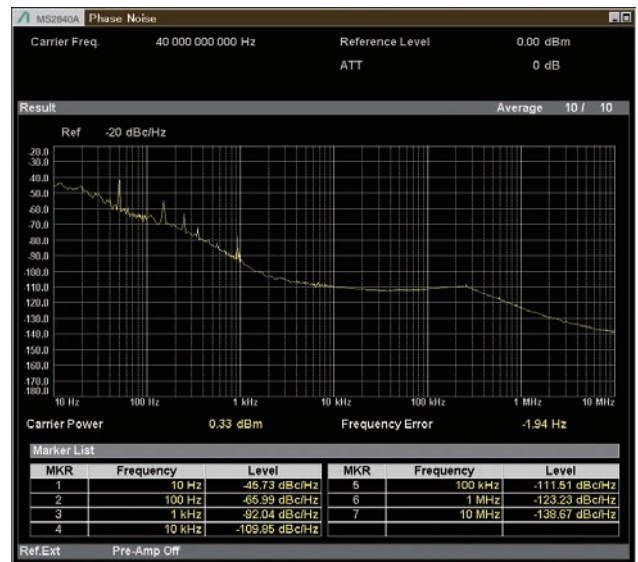 MS2840A Phase Noise
Carrier Freq. 40 000 000 000 Hz Reference Level 0.00 dBm
ATT 0 dB
Result Average 10 / 10
Ref -20 dBc/Hz
-20.0
-30.0
-40.0
-50.0
-60.0
-70.0
-80.0
-90.0
-100.0
-110.0
-120.0
-130.0
-140.0
-150.0
-160.0
-170.0
-180.0
10 Hz 100 Hz 1 kHz 10 kHz 100 kHz 1 MHz 10 MHz
Carrier Power 0.33 dBm Frequency Error -1.94 Hz
Marker List
MKR Frequency Level MKR Frequency Level
1 10 Hz -45.73 dBc/Hz 5 100 kHz -111.51 dBc/Hz
2 100 Hz -65.99 dBc/Hz 6 1 MHz -123.23 dBc/Hz
3 1 kHz -92.04 dBc/Hz 7 10 MHz -138.67 dBc/Hz
4 10 kHz -109.85 dBc/Hz
Ref.Ext Pre-Amp Off